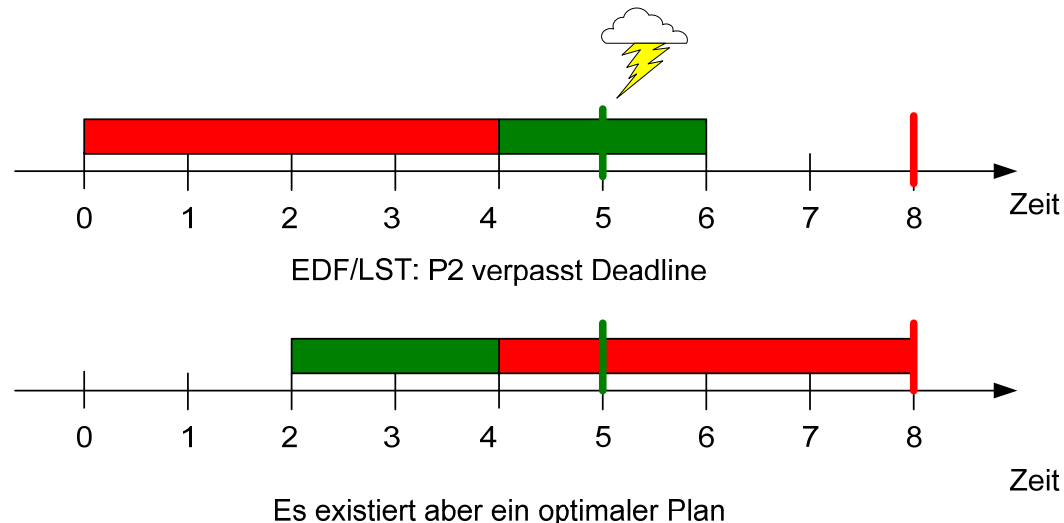 0 1 2 3 4 5 6 7 8
Zeit
EDF/LST: P2 verpasst Deadline
0 1 2 3 4 5 6 7 8
Zeit
Es existiert aber ein optimaler Plan